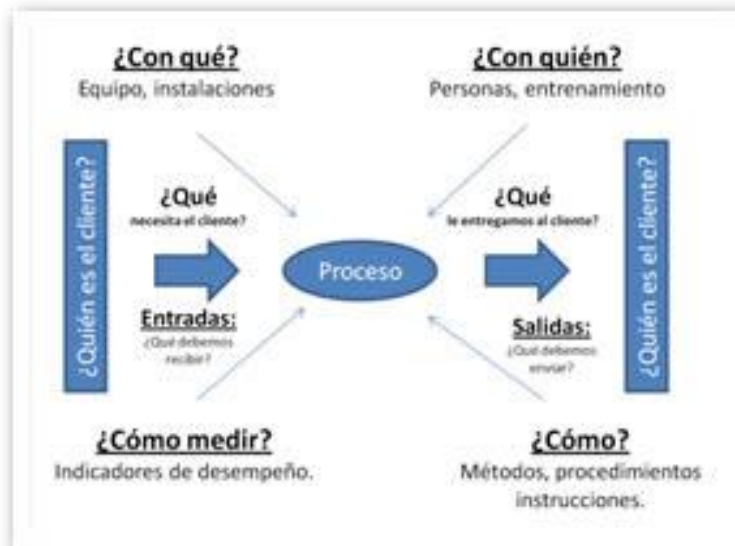 ¿Con qué?
Equipo, instalaciones
¿Con quién?
Personas, entrenamiento
¿Quién es el cliente?
¿Qué
necesita el cliente?
Entradas:
¿Qué debemos
recibir?
Proceso
¿Qué
le entregamos al cliente?
Salidas:
¿Qué debemos
enviar?
¿Quién es el cliente?
¿Cómo medir?
Indicadores de desempeño.
¿Cómo?
Métodos, procedimientos
instrucciones.